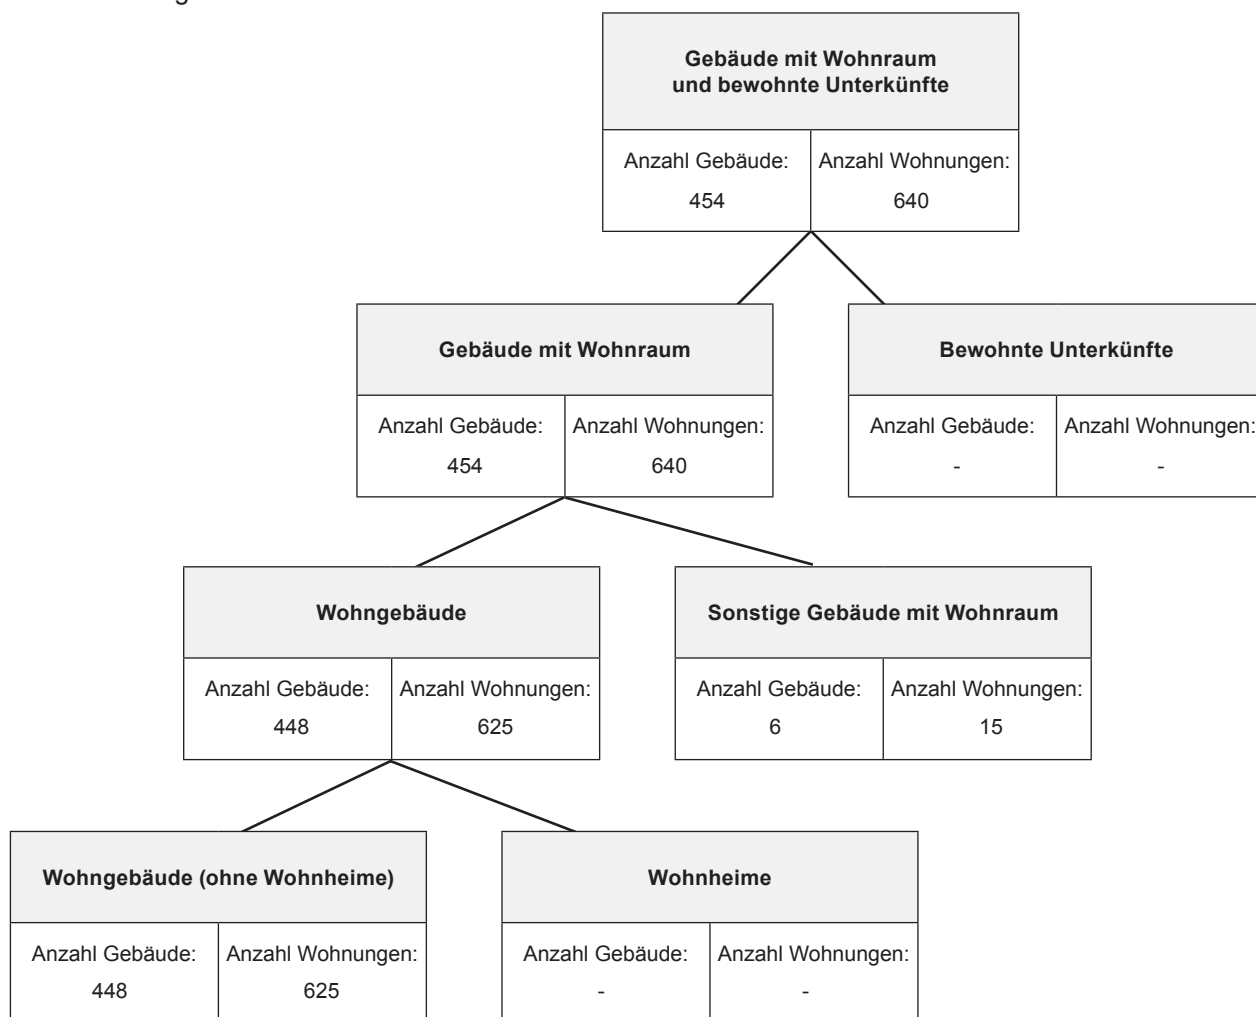 Gebäude mit Wohnraum
und bewohnte Unterkünfte
Anzahl Gebäude: Anzahl Wohnungen:
454 640
Gebäude mit Wohnraum
Anzahl Gebäude: Anzahl Wohnungen:
454 640
Bewohnte Unterkünfte
Anzahl Gebäude: Anzahl Wohnungen:
- -
Wohngebäude
Anzahl Gebäude: Anzahl Wohnungen:
448 625
Sonstige Gebäude mit Wohnraum
Anzahl Gebäude: Anzahl Wohnungen:
6 15
Wohngebäude (ohne Wohnheime)
Anzahl Gebäude: Anzahl Wohnungen:
448 625
Wohnheime
Anzahl Gebäude: Anzahl Wohnungen:
- -